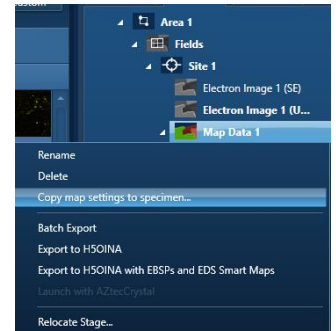 ustom
Area 1
Fields
Site 1
Electron Image 1 (SE)
Electron Image 1 (U...
Map Data 1
Rename
Delete
Copy map settings to specimen...
Batch Export
Export to H5OINA
Export to H5OINA with EBSPs and EDS Smart Maps
Launch with AZtecCrystal
Relocate Stage...